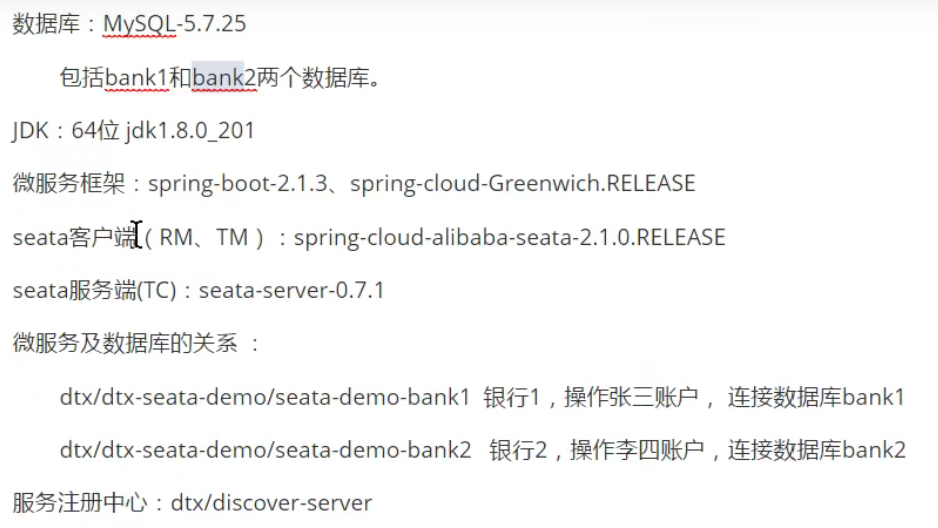 数据库：MySQL-5.7.25
包括bank1和bank2两个数据库。
JDK：64位 jdk1.8.0_201
微服务框架：spring-boot-2.1.3、spring-cloud-Greenwich.RELEASE
seata客户端（RM、TM）：spring-cloud-alibaba-seata-2.1.0.RELEASE
seata服务端(TC)：seata-server-0.7.1
微服务及数据库的关系 ：
dtx/dtx-seata-demo/seata-demo-bank1 银行1，操作张三账户， 连接数据库bank1
dtx/dtx-seata-demo/seata-demo-bank2 银行2，操作李四账户，连接数据库bank2
服务注册中心：dtx/discover-server